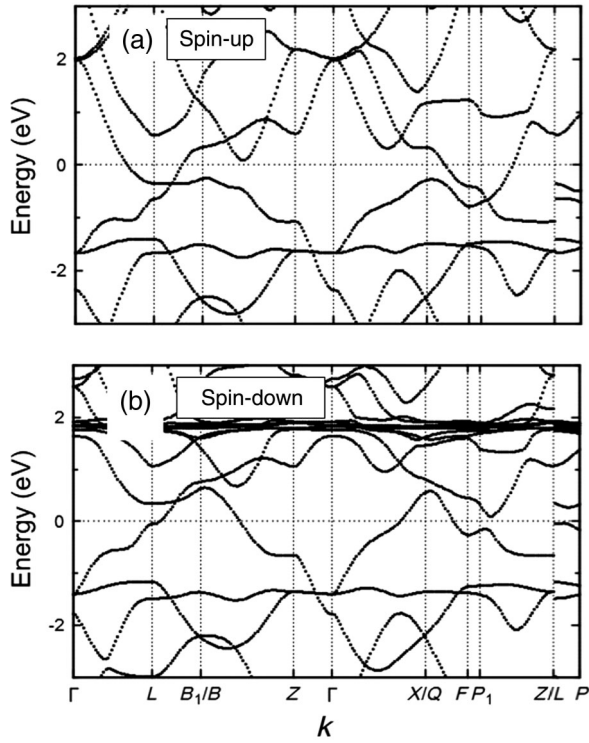 (a) Spin-up
Energy (eV)
2
0
-2
(b) Spin-down
Energy (eV)
2
0
-2
Γ L B₁/B Z Γ X/Q F P₁ Z/L P
k